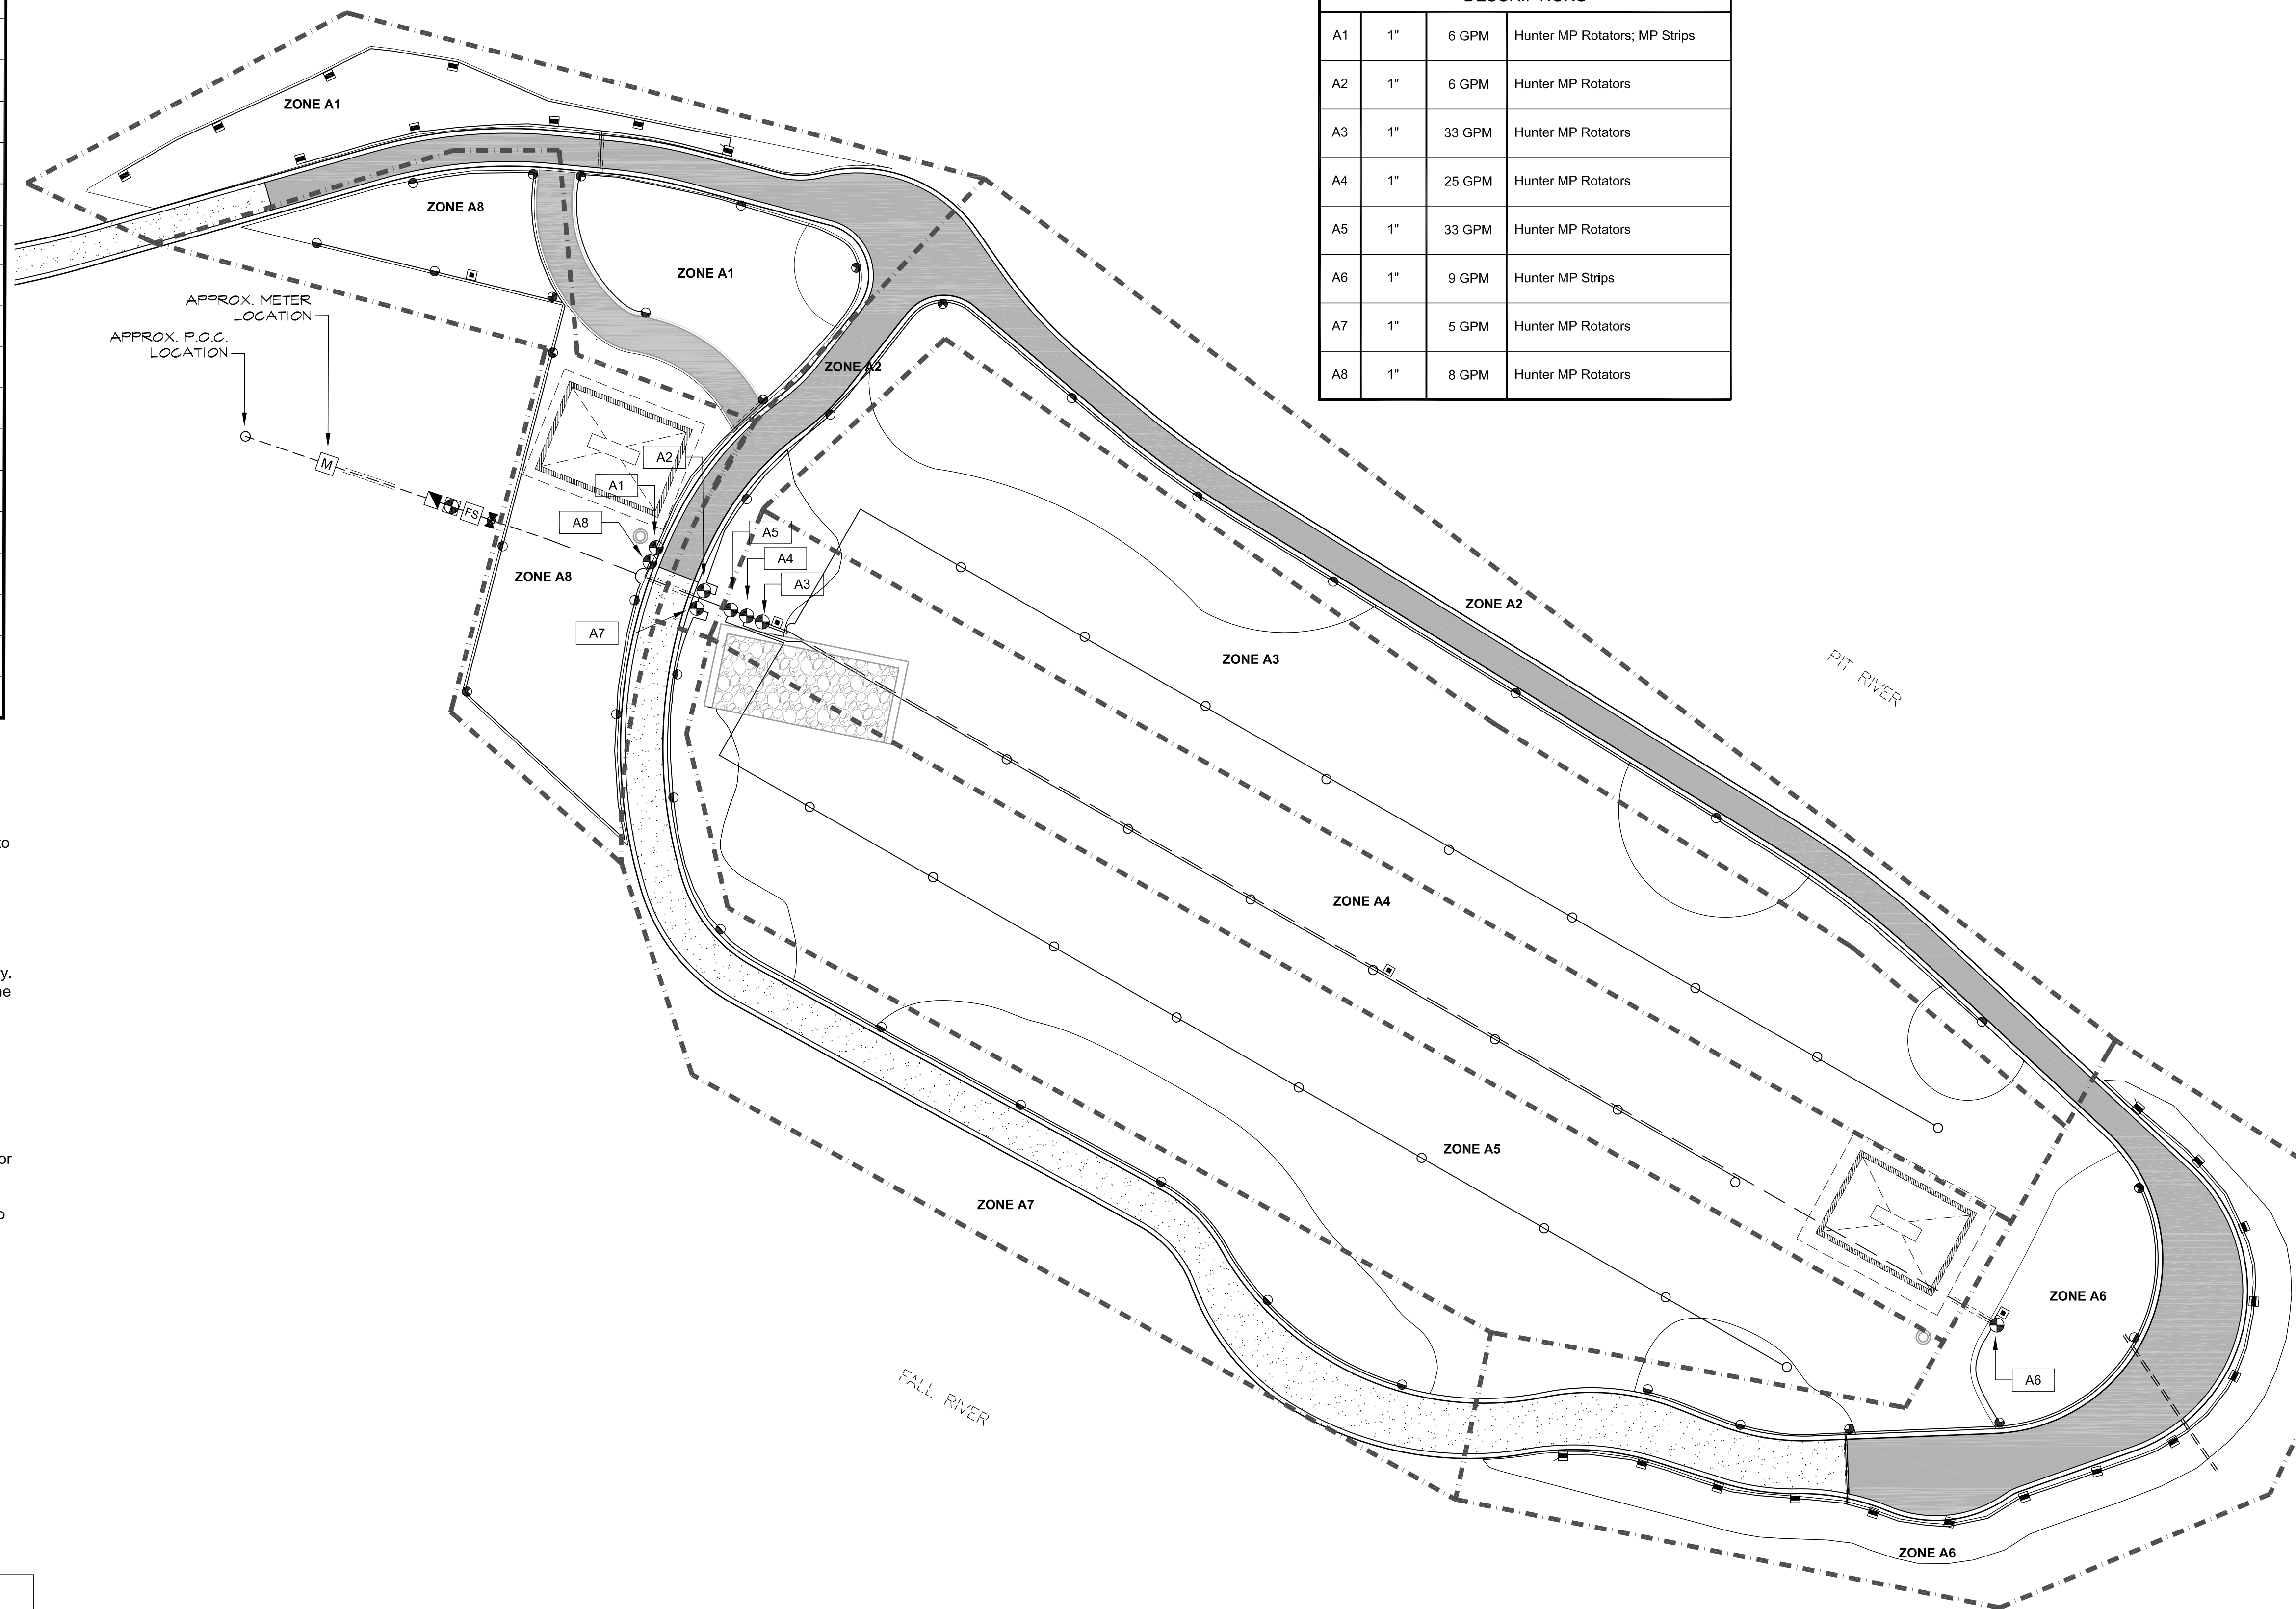 A1 1" 6 GPM Hunter MP Rotators; MP Strips
A2 1" 6 GPM Hunter MP Rotators
A3 1" 33 GPM Hunter MP Rotators
A4 1" 25 GPM Hunter MP Rotators
A5 1" 33 GPM Hunter MP Rotators
A6 1" 9 GPM Hunter MP Strips
A7 1" 5 GPM Hunter MP Rotators
A8 1" 8 GPM Hunter MP Rotators
ZONE A1
ZONE A8
ZONE A1
APPROX. METER
LOCATION
APPROX. P.O.C.
LOCATION
ZONE A2
M
FS
A2
A1
A8
A5
A4
A3
ZONE A8
A7
ZONE A2
ZONE A3
PIT RIVER
to
ZONE A4
ry.
ne
ZONE A5
or
ZONE A7
o
ZONE A6
A6
FALL RIVER
ZONE A6